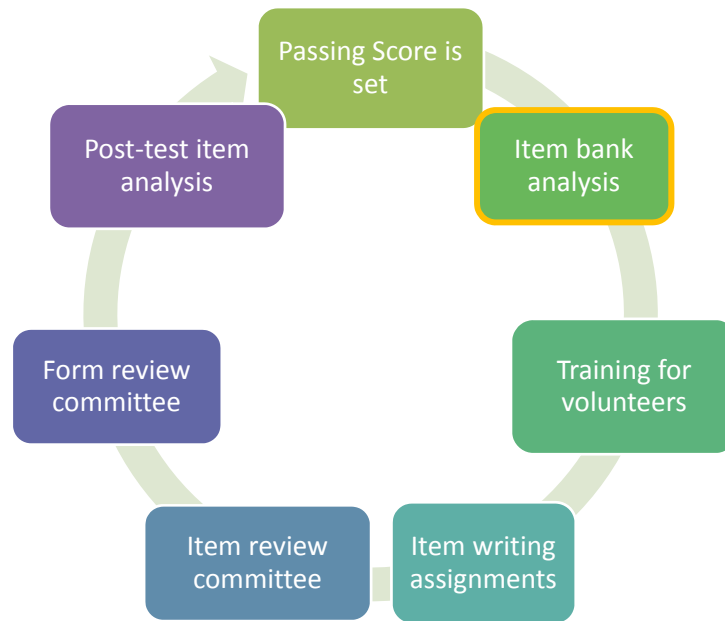 Passing Score is
set
Item bank
analysis
Training for
volunteers
Item writing
assignments
Item review
committee
Form review
committee
Post-test item
analysis